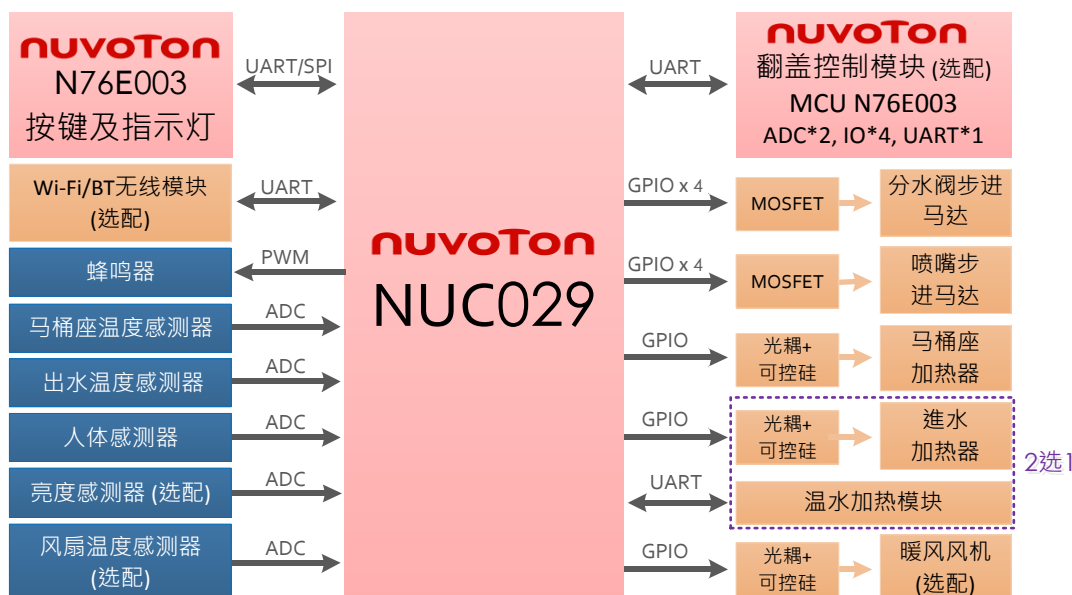 nuvoTon
N76E003
按键及指示灯
UART/SPI
Wi-Fi/BT无线模块
(选配)
UART
蜂鸣器
PWM
马桶座温度感测器
ADC
出水温度感测器
ADC
人体感测器
ADC
亮度感测器 (选配)
ADC
风扇温度感测器
(选配)
ADC
nuvoTon
NUC029
UART
nuvoTon
翻盖控制模块 (选配)
MCU N76E003
ADC*2, IO*4, UART*1
GPIO x 4
MOSFET
分水阀步进
马达
GPIO x 4
MOSFET
喷嘴步
进马达
GPIO
光耦+
可控硅
马桶座
加热器
GPIO
光耦+
可控硅
進水
加热器
2选1
UART
温水加热模块
GPIO
光耦+
可控硅
暖风风机
(选配)